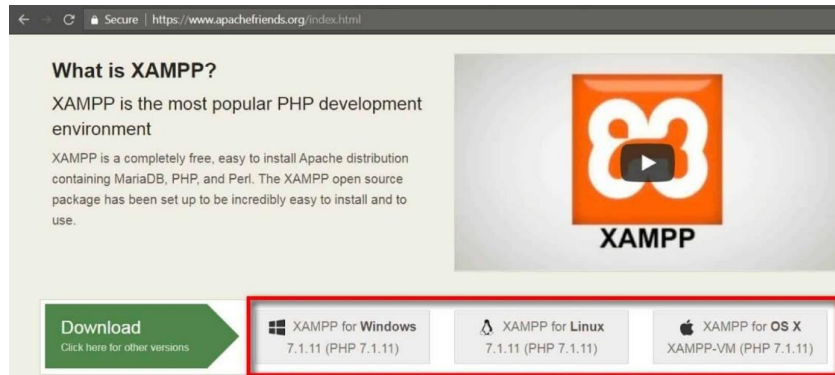 Secure | https://www.apachefriends.org/index.html
What is XAMPP?
XAMPP is the most popular PHP development
environment
XAMPP is a completely free, easy to install Apache distribution
containing MariaDB, PHP, and Perl. The XAMPP open source
package has been set up to be incredibly easy to install and to
use.
XAMPP
Download
Click here for other versions
XAMPP for Windows
7.1.11 (PHP 7.1.11)
XAMPP for Linux
7.1.11 (PHP 7.1.11)
XAMPP for OS X
XAMPP-VM (PHP 7.1.11)